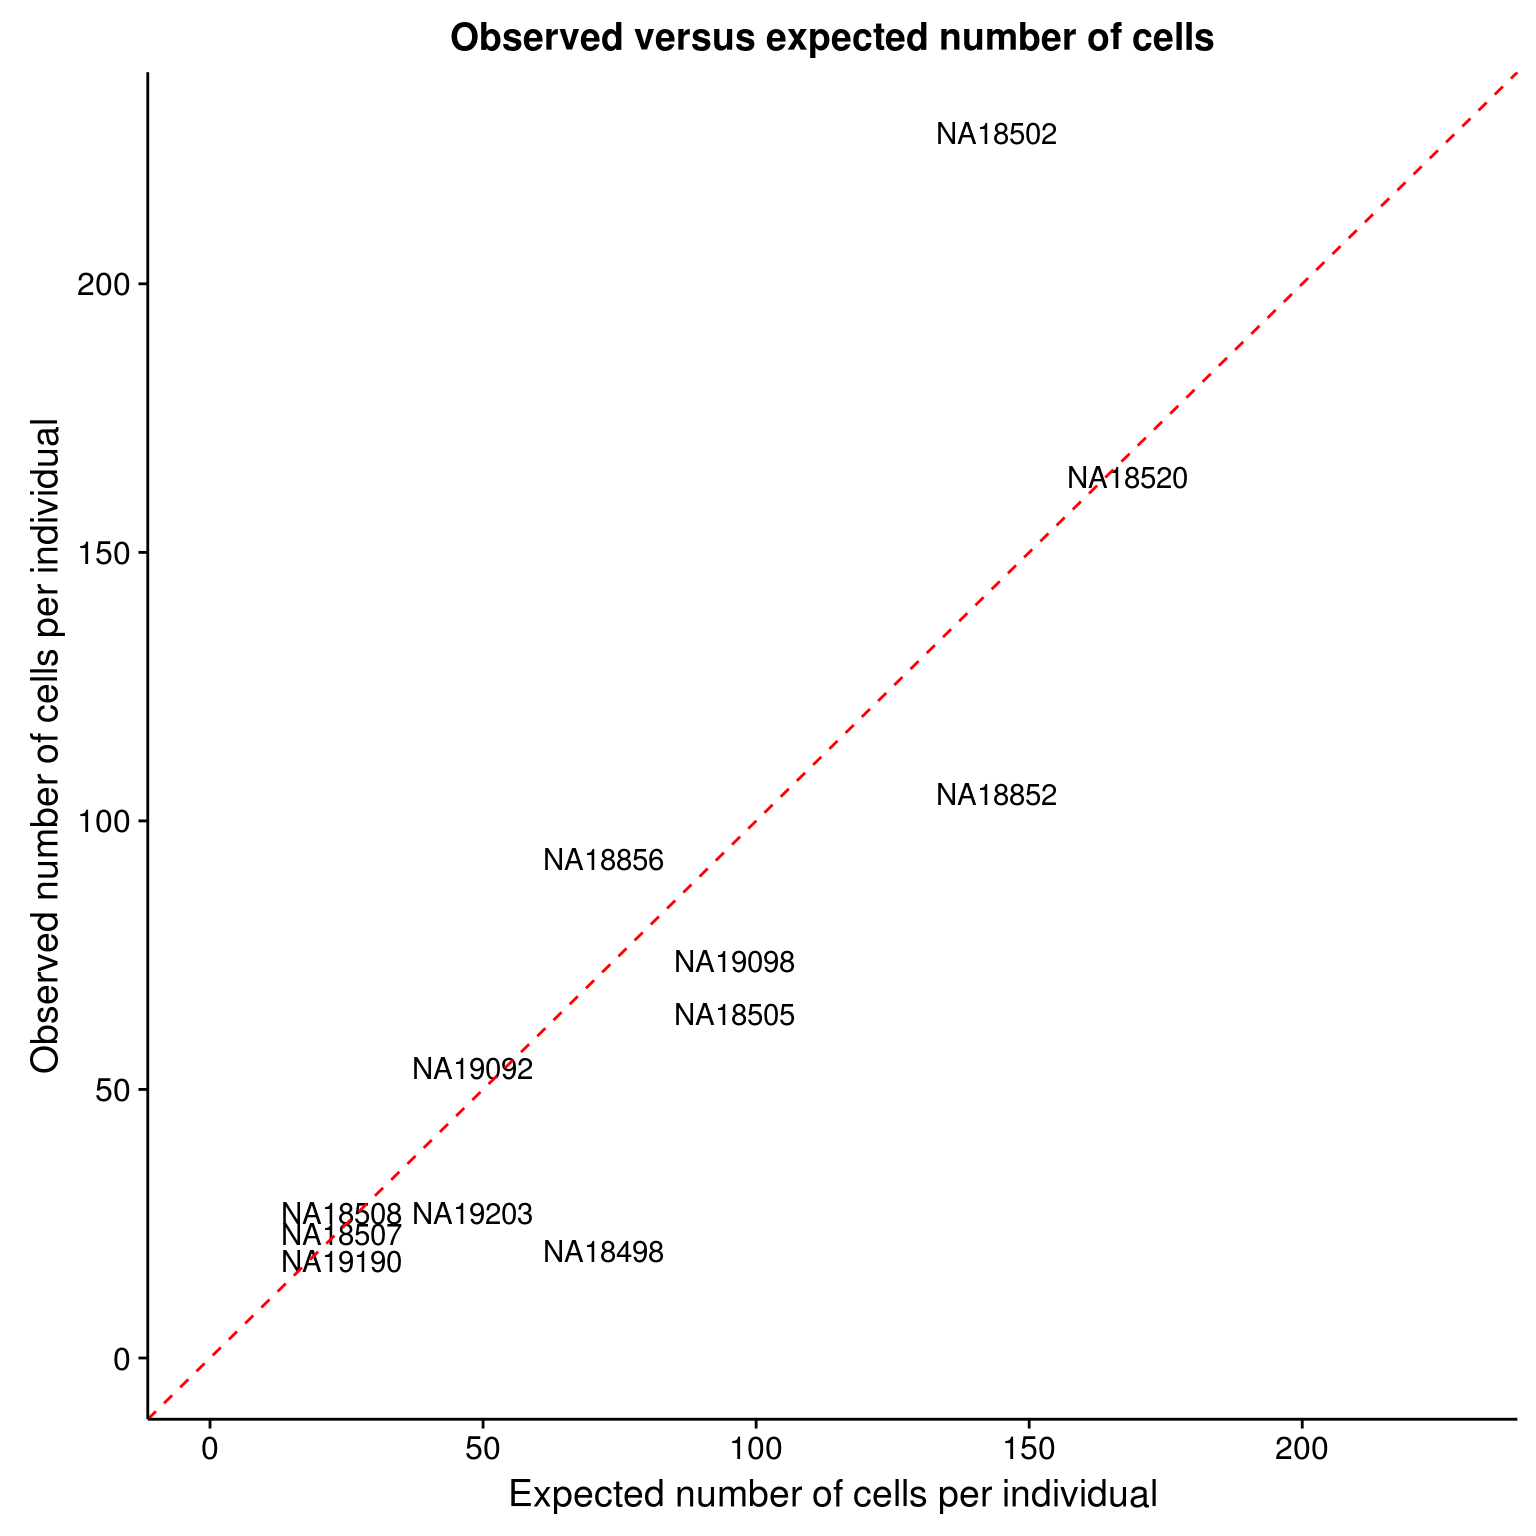 Observed versus expected number of cells
NA18502
200
NA18520
150
Observed number of cells per individual
NA18852
100
NA18856
NA19098
NA18505
NA19092
50
NA18508 NA19203
NA18507
NA18498
NA19190
0
0 50 100 150 200
Expected number of cells per individual